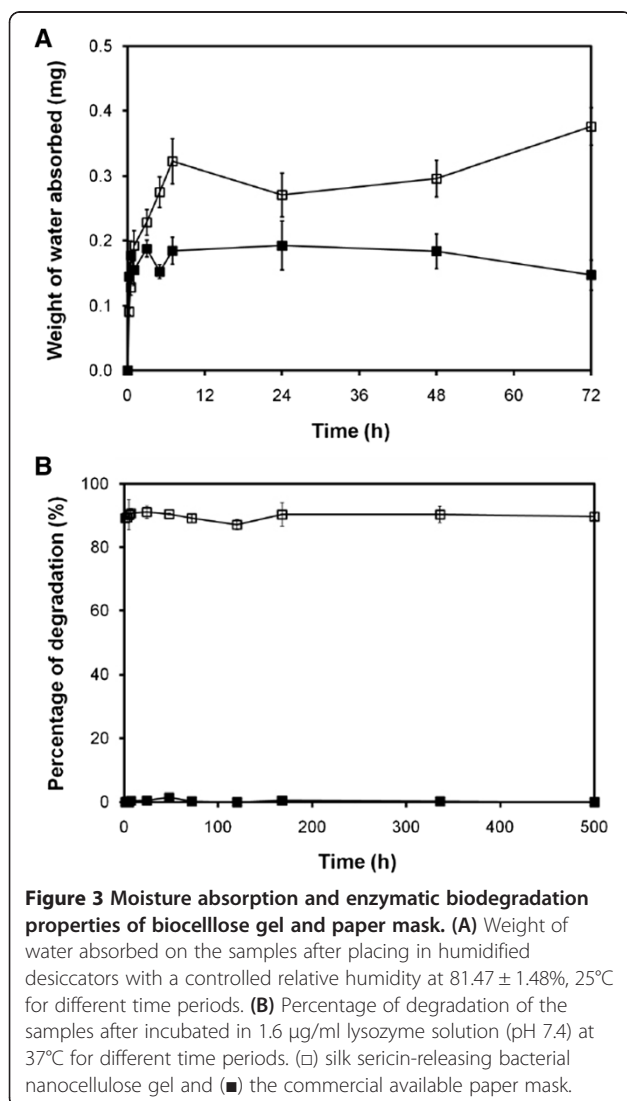 A
Weight of water absorbed (mg)
0.5
0.4
0.3
0.2
0.1
0.0
0 12 24 36 48 60 72
Time (h)
B
Percentage of degradation (%)
100
80
60
40
20
0
0 100 200 300 400 500
Time (h)
Figure 3 Moisture absorption and enzymatic biodegradation
properties of biocelllose gel and paper mask. (A) Weight of
water absorbed on the samples after placing in humidified
desiccators with a controlled relative humidity at 81.47 ± 1.48%, 25°C
for different time periods. (B) Percentage of degradation of the
samples after incubated in 1.6 μg/ml lysozyme solution (pH 7.4) at
37°C for different time periods. (□) silk sericin-releasing bacterial
nanocellulose gel and (■) the commercial available paper mask.